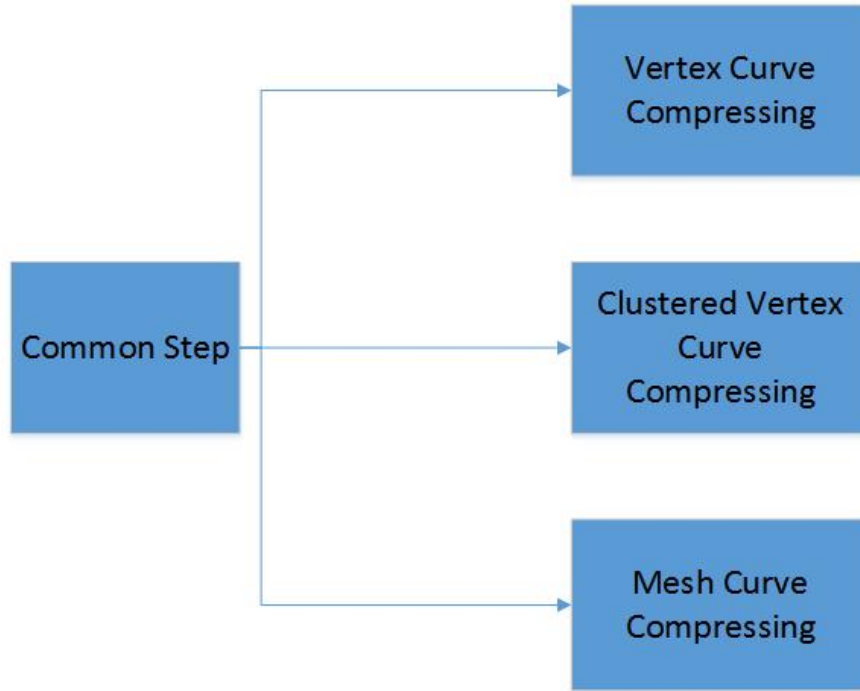 Vertex Curve
Compressing
Common Step
Clustered Vertex
Curve
Compressing
Mesh Curve
Compressing